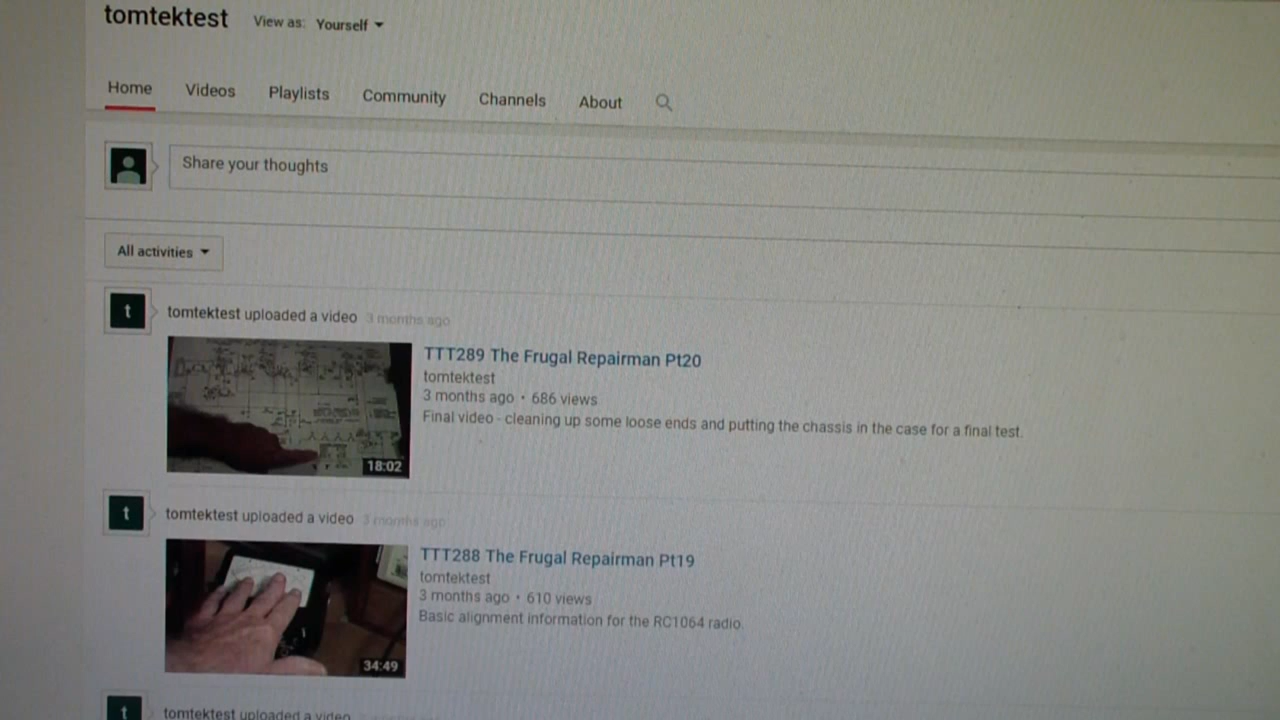 tomtektest View as: Yourself
Home Videos Playlists Community Channels About
Share your thoughts
All activities
t
tomtektest uploaded a video 3 months ago
TTT289 The Frugal Repairman Pt20
tomtektest
3 months ago • 686 views
Final video - cleaning up some loose ends and putting the chassis in the case for a final test.
18:02
t
tomtektest uploaded a video 3 months ago
TTT288 The Frugal Repairman Pt19
tomtektest
3 months ago • 610 views
Basic alignment information for the RC1064 radio.
34:49
t
tomtektest uploaded a video